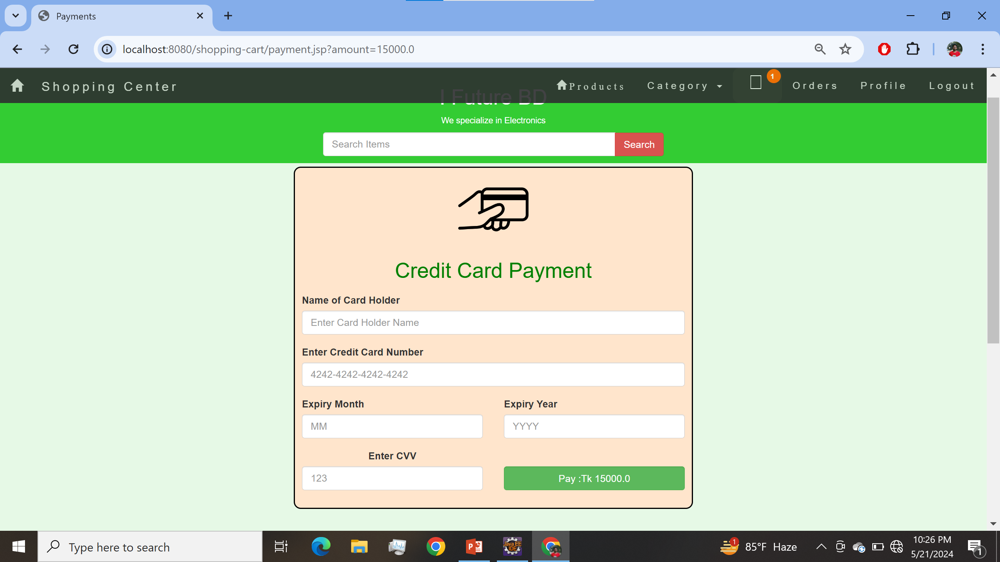 Payments
localhost:8080/shopping-cart/payment.jsp?amount=15000.0
Shopping Center
Products
Category
1
Orders
Profile
Logout
I Future BD
We specialize in Electronics
Search Items
Search
Credit Card Payment
Name of Card Holder
Enter Card Holder Name
Enter Credit Card Number
4242-4242-4242-4242
Expiry Month
Expiry Year
MM
YYYY
Enter CVV
123
Pay :Tk 15000.0
Type here to search
P
Java EE
IDE
1
85°F Haze
10:26 PM
5/21/2024
1